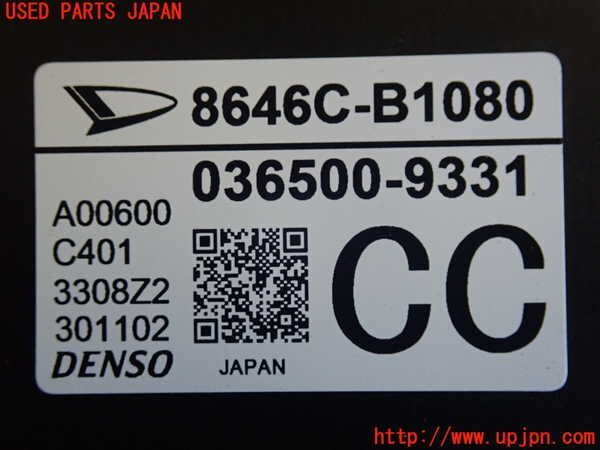 USED PARTS JAPAN
8646C-B1080
036500-9331
A00600
C401
3308Z2
301102
DENSO
JAPAN
CC
http://www.upjpn.com/